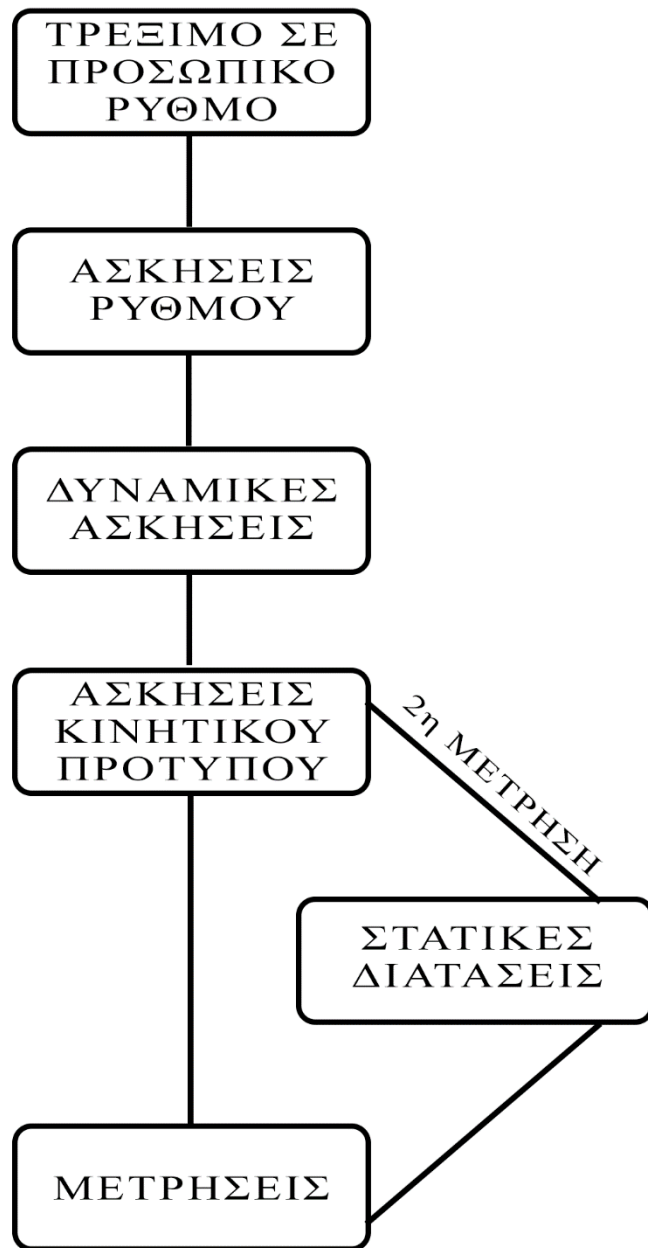 ΤΡΕΞΙΜΟ ΣΕ
ΠΡΟΣΩΠΙΚΟ
ΡΥΘΜΟ
ΑΣΚΗΣΕΙΣ
ΡΥΘΜΟΥ
ΔΥΝΑΜΙΚΕΣ
ΑΣΚΗΣΕΙΣ
ΑΣΚΗΣΕΙΣ
ΚΙΝΗΤΙΚΟΥ
ΠΡΟΤΥΠΟΥ
2η ΜΕΤΡΗΣΗ
ΣΤΑΤΙΚΕΣ
ΔΙΑΤΑΣΕΙΣ
ΜΕΤΡΗΣΕΙΣ